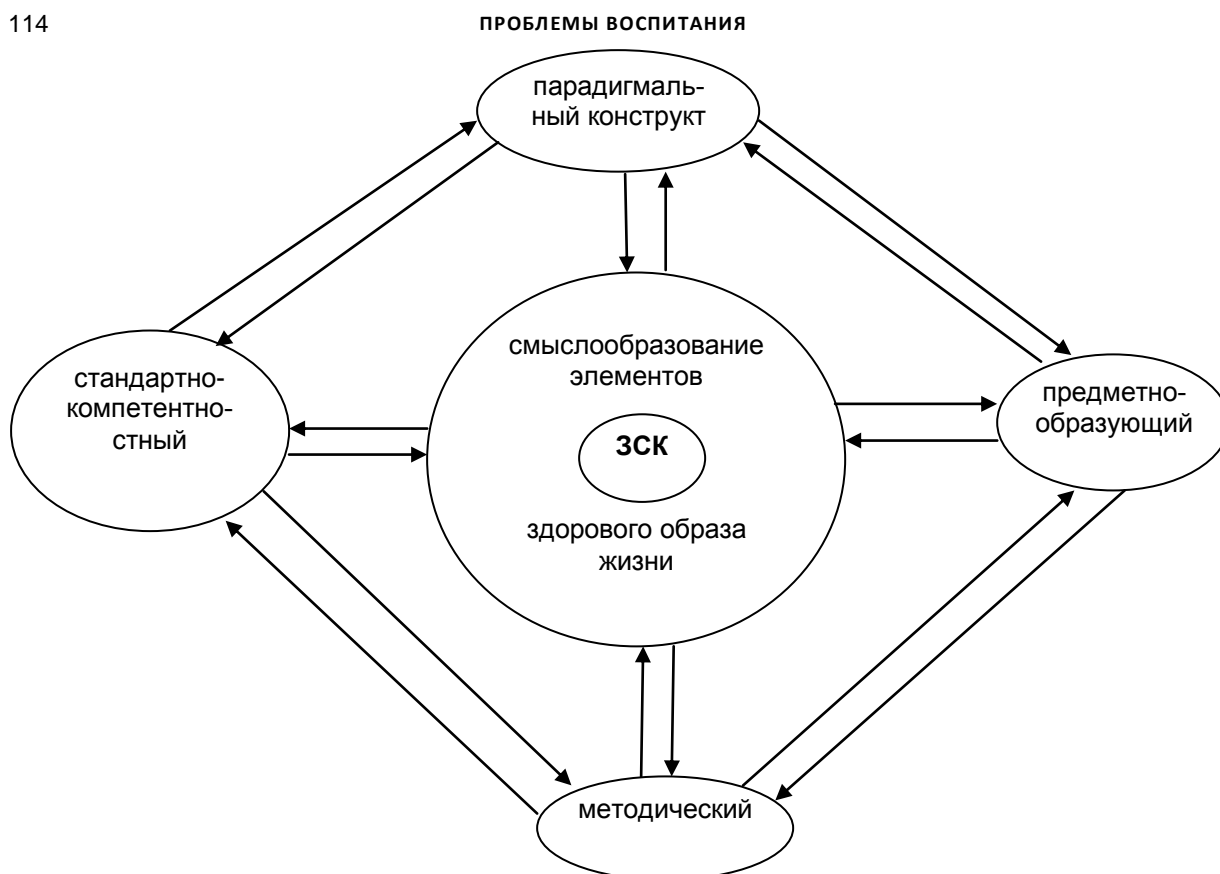 114
ПРОБЛЕМЫ ВОСПИТАНИЯ
парадигмаль-
ный конструкт
смыслообразование
элементов
стандартно-
компетентно-
стный
предметно-
образующий
ЗСК
здорового образа
жизни
методический